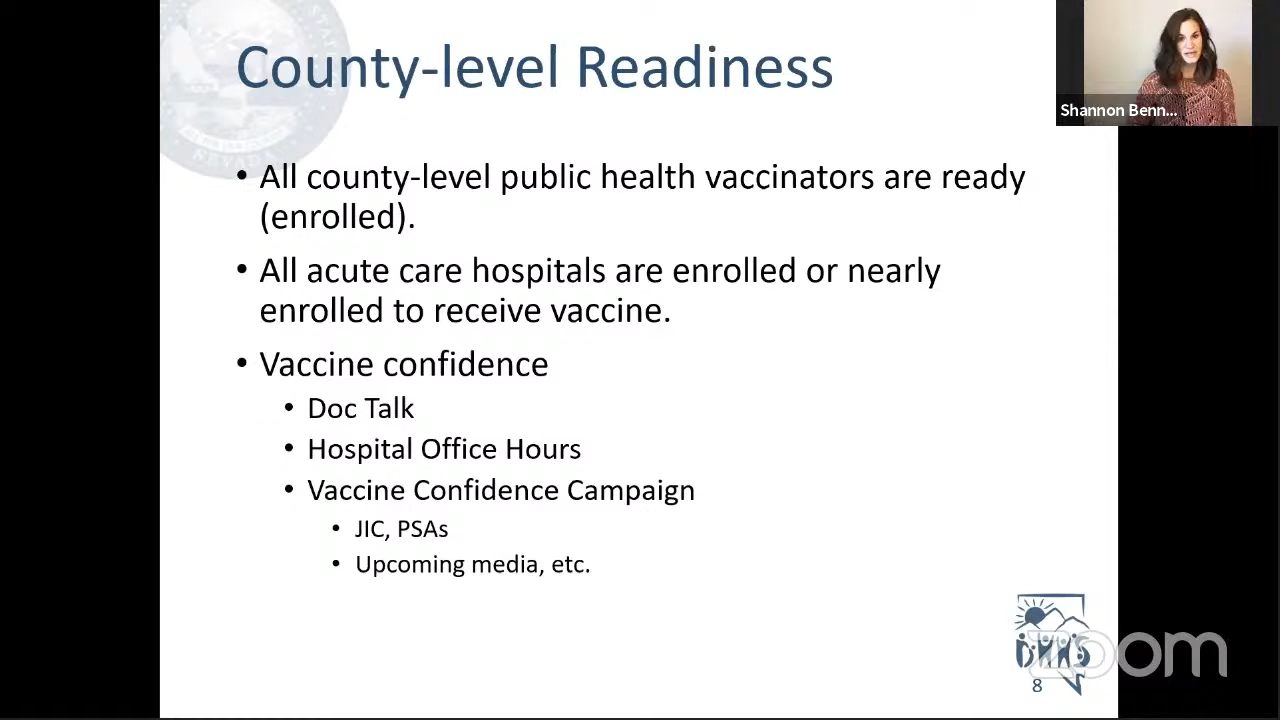 County-level Readiness
Shannon Benn...
• All county-level public health vaccinators are ready
(enrolled).
• All acute care hospitals are enrolled or nearly
enrolled to receive vaccine.
• Vaccine confidence
• Doc Talk
• Hospital Office Hours
• Vaccine Confidence Campaign
• JIC, PSAs
• Upcoming media, etc.
DHHS
zoom
8